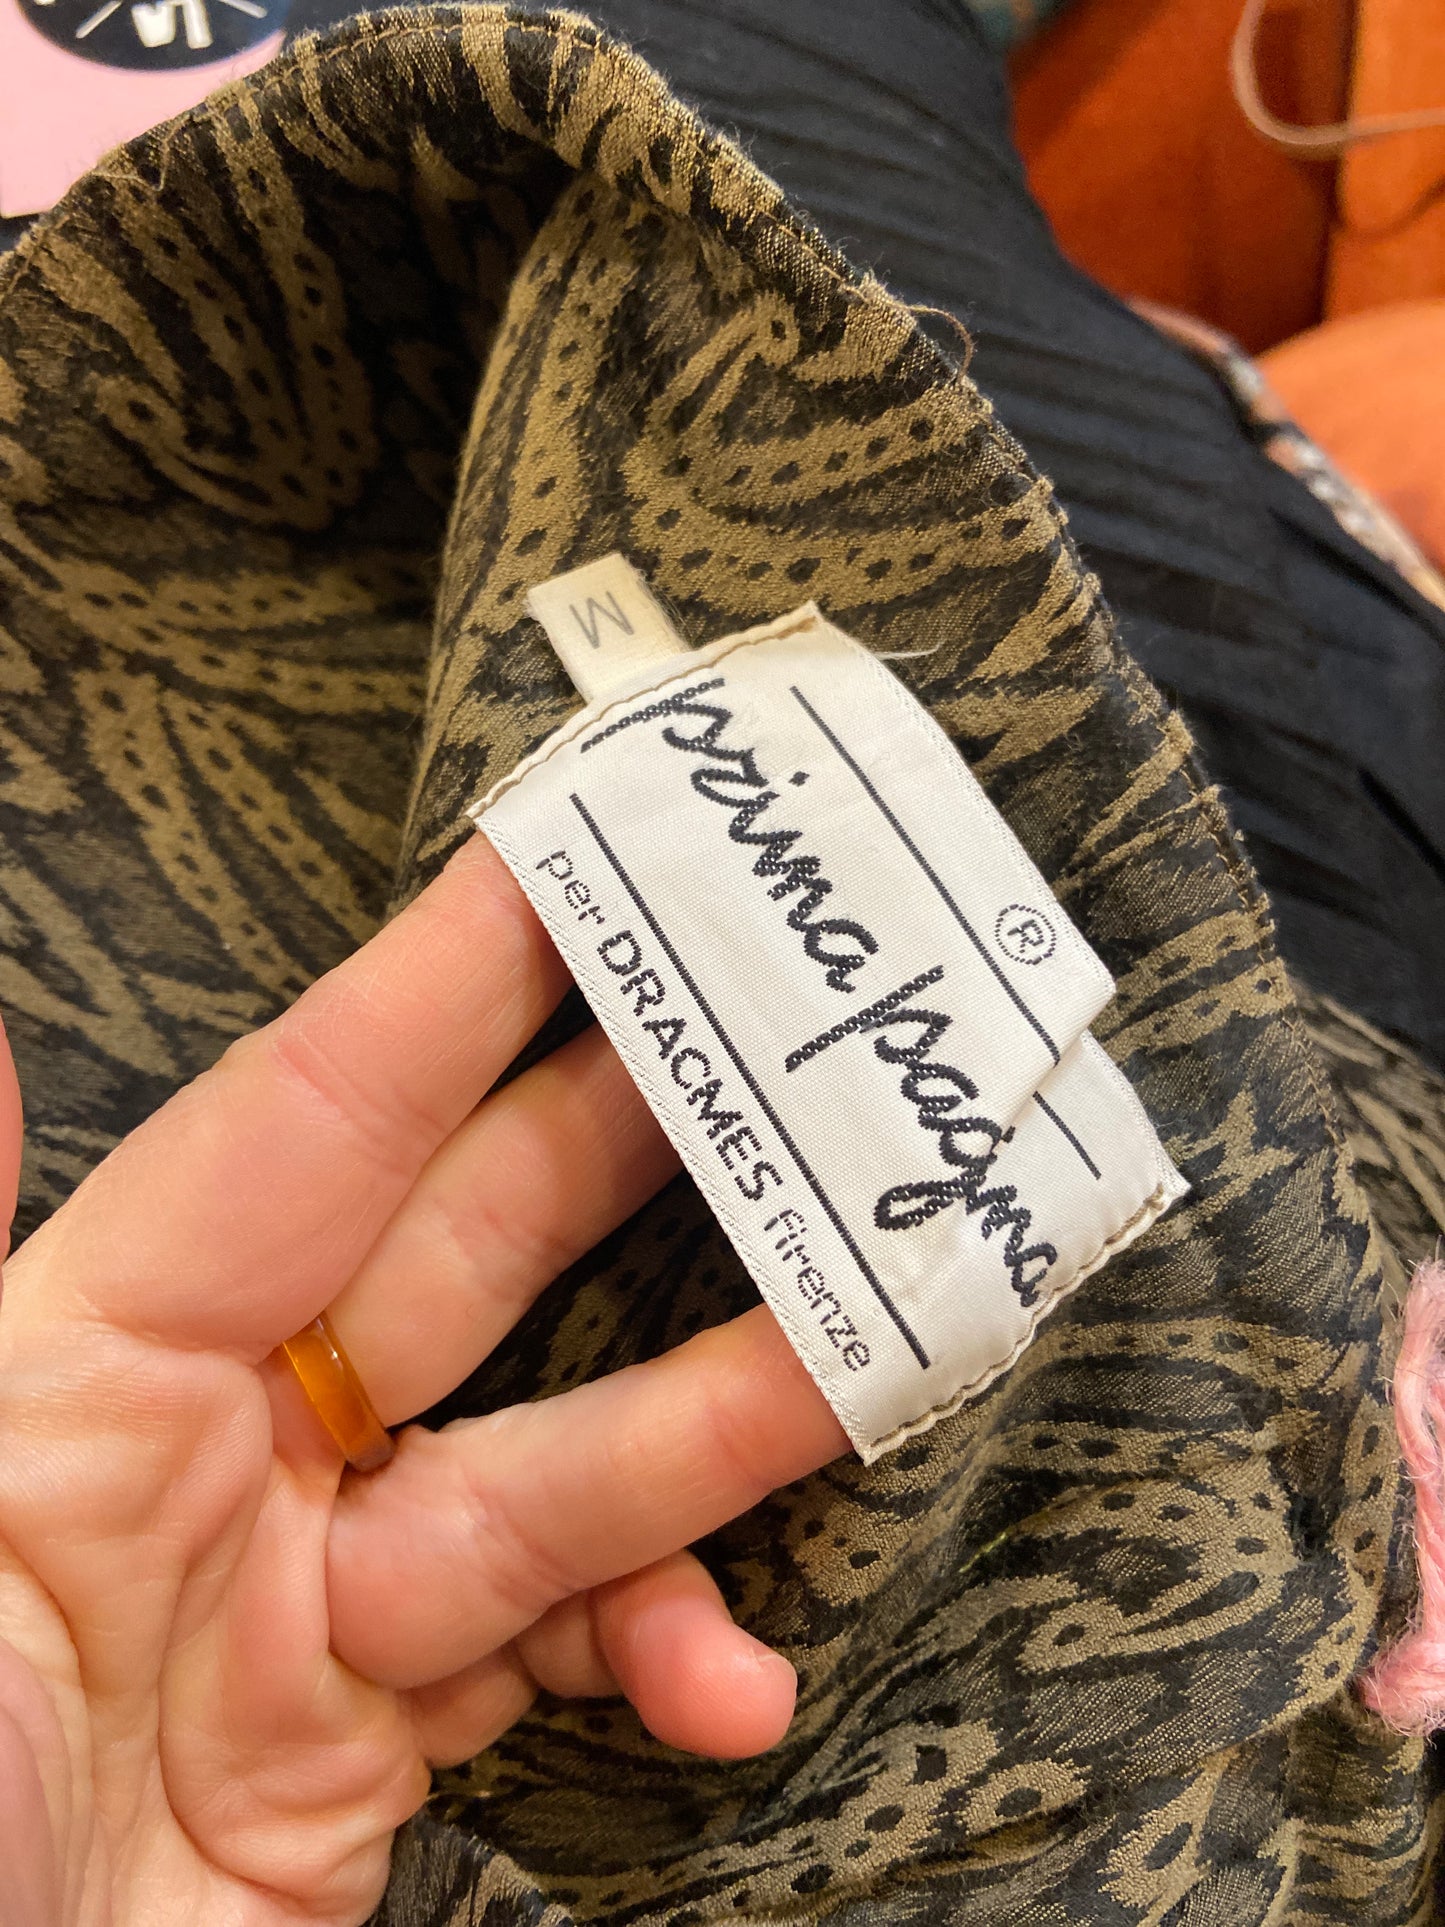 M
prima pagina
®
per DRACMES firenze